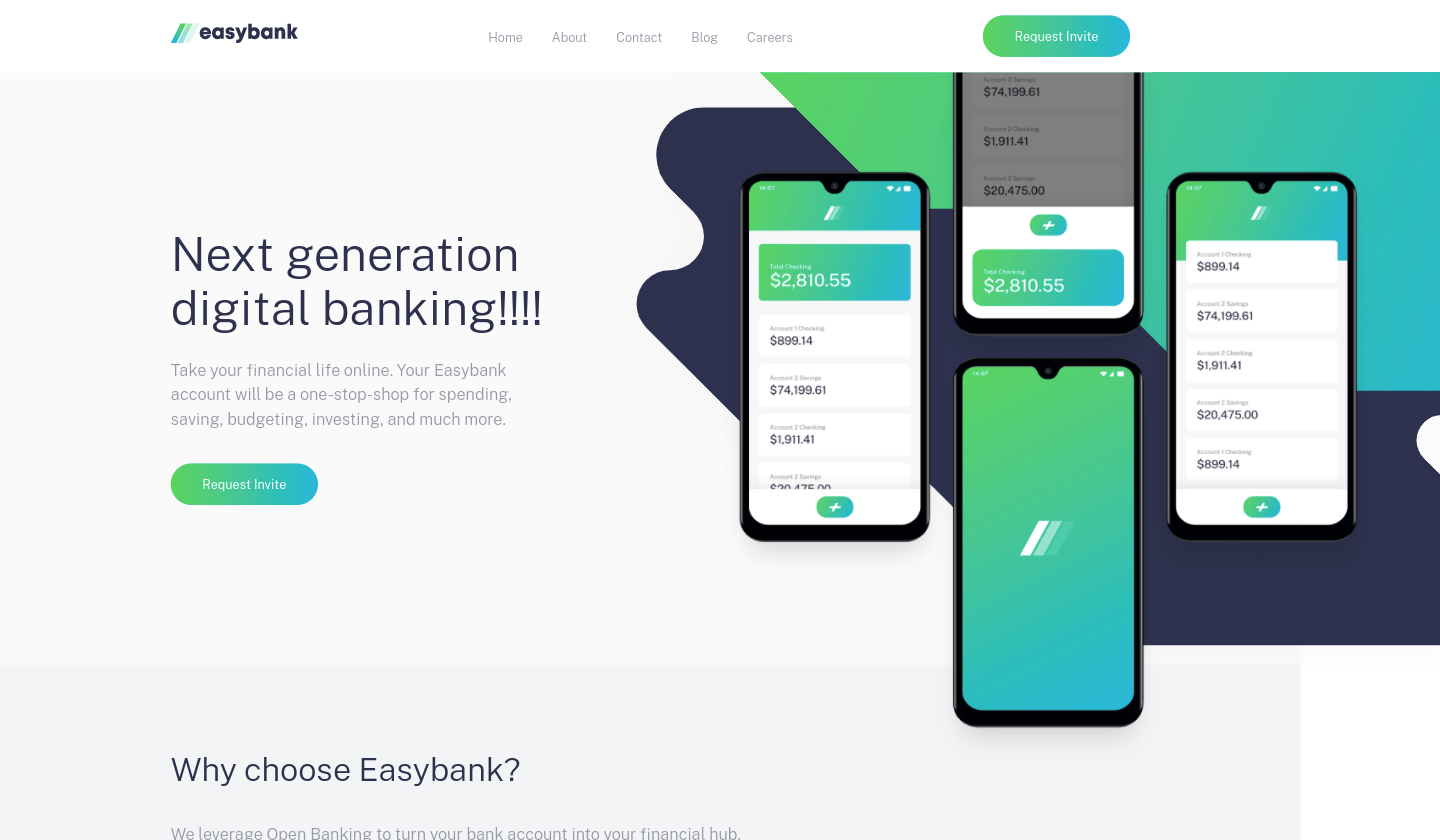 easybank
Home
About
Contact
Blog
Careers
Request Invite
Next generation
digital banking!!!!
Take your financial life online. Your Easybank
account will be a one-stop-shop for spending,
saving, budgeting, investing, and much more.
Request Invite
14:07
Total Checking
$2,810.55
Account 1 Checking
$899.14
Account 2 Savings
$74,199.61
Account 2 Checking
$1,911.41
Account 2 Savings
$20,475.00
Account 2 Savings
$74,199.61
Account 2 Checking
$1,911.41
Account 2 Savings
$20,475.00
Total Checking
$2,810.55
14:07
14:07
Account 1 Checking
$899.14
Account 2 Savings
$74,199.61
Account 2 Checking
$1,911.41
Account 2 Savings
$20,475.00
Account 1 Checking
$899.14
Why choose Easybank?
We leverage Open Banking to turn your bank account into your financial hub.